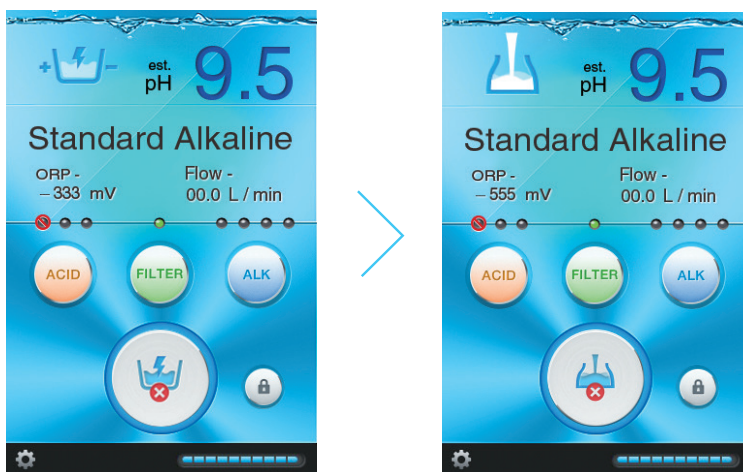 est.
pH 9.5
Standard Alkaline
ORP - Flow -
−333 mV 00.0 L / min
ACID FILTER ALK
est.
pH 9.5
Standard Alkaline
ORP - Flow -
−555 mV 00.0 L / min
ACID FILTER ALK